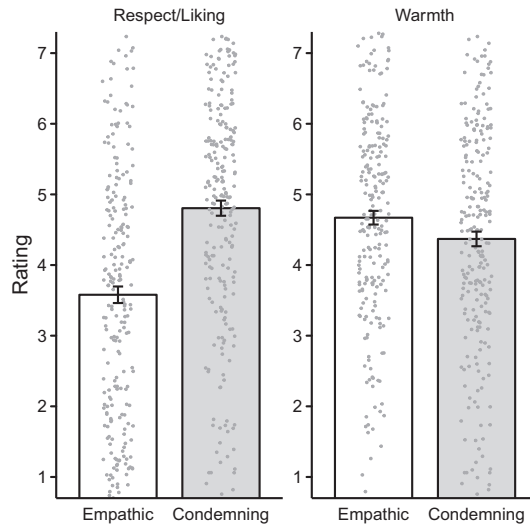 Respect/Liking
Warmth
Rating
7
6
5
4
3
2
1
7
6
5
4
3
2
1
Empathic
Condemning
Empathic
Condemning